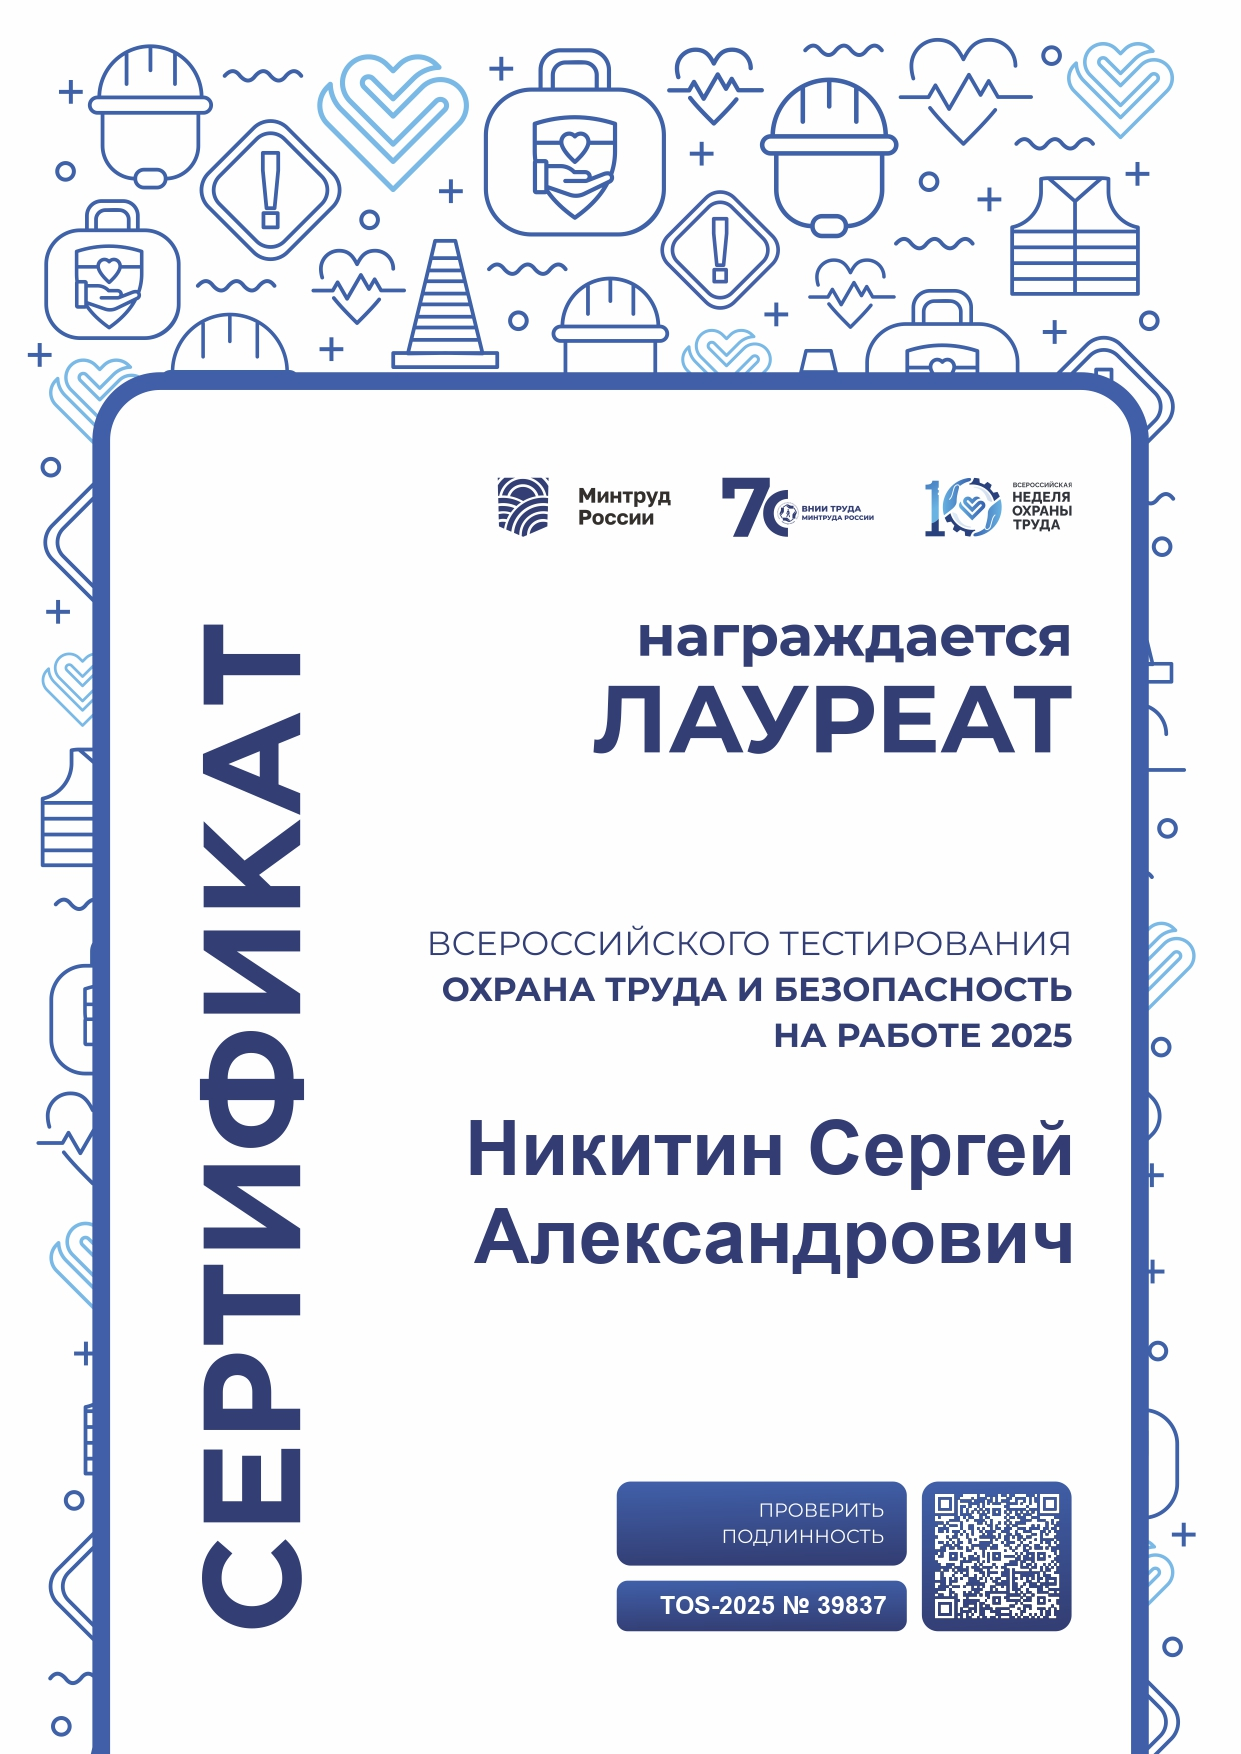 Минтруд
России
70
ВНИИ ТРУДА
МИНТРУДА РОССИИ
10
ВСЕРОССИЙСКАЯ
НЕДЕЛЯ
ОХРАНЫ
ТРУДА
СЕРТИФИКАТ
награждается
ЛАУРЕАТ
ВСЕРОССИЙСКОГО ТЕСТИРОВАНИЯ
ОХРАНА ТРУДА И БЕЗОПАСНОСТЬ
НА РАБОТЕ 2025
Никитин Сергей
Александрович
ПРОВЕРИТЬ
ПОДЛИННОСТЬ
TOS-2025 № 39837